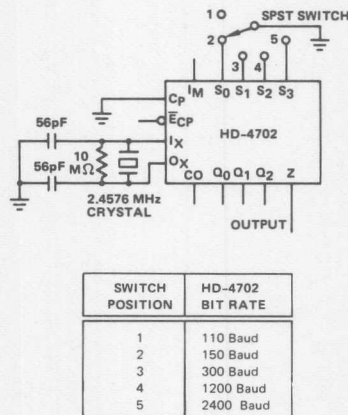 1
SPST SWITCH
2
5
3
4
IM
S0
S1
S2
S3
CP
ECP
HD-4702
56pF
IX
10
MΩ
OX
56pF
CO
Q0
Q1
Q2
Z
2.4576 MHz
CRYSTAL
OUTPUT
SWITCH POSITION HD-4702 BIT RATE
1 110 Baud
2 150 Baud
3 300 Baud
4 1200 Baud
5 2400 Baud